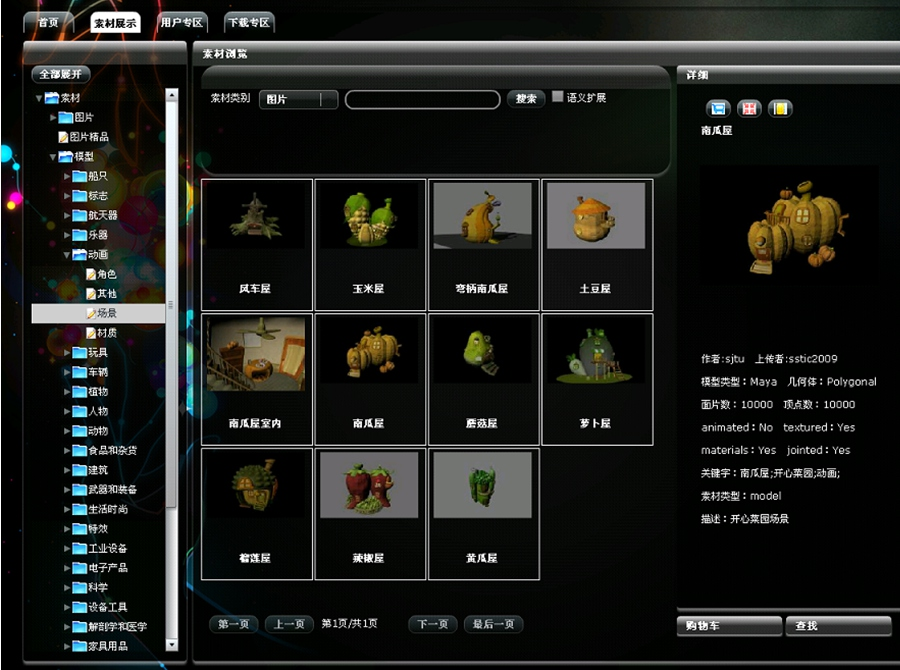 首页 素材展示 用户专区 下载专区
全部展开
素材
图片
图片精品
模型
船只
标志
航天器
乐器
动画
角色
其他
场景
材质
玩具
车辆
植物
人物
动物
食品和杂货
建筑
武器和装备
生活时尚
特效
工业设备
电子产品
科学
设备工具
解剖学和医学
家具用品
素材浏览
素材类别 图片 搜索 语义扩展
风车屋 玉米屋 弯柄南瓜屋 土豆屋
南瓜屋室内 南瓜屋 蘑菇屋 萝卜屋
榴莲屋 辣椒屋 黄瓜屋
第一页 上一页 第1页/共1页 下一页 最后一页
详细
南瓜屋
作者:sjtu 上传者:sstic2009
模型类型：Maya 几何体：Polygonal
面片数：10000 顶点数：10000
animated：No textured：Yes
materials：Yes jointed：Yes
关键字：南瓜屋;开心菜园;动画;
素材类型：model
描述：开心菜园场景
购物车 查找